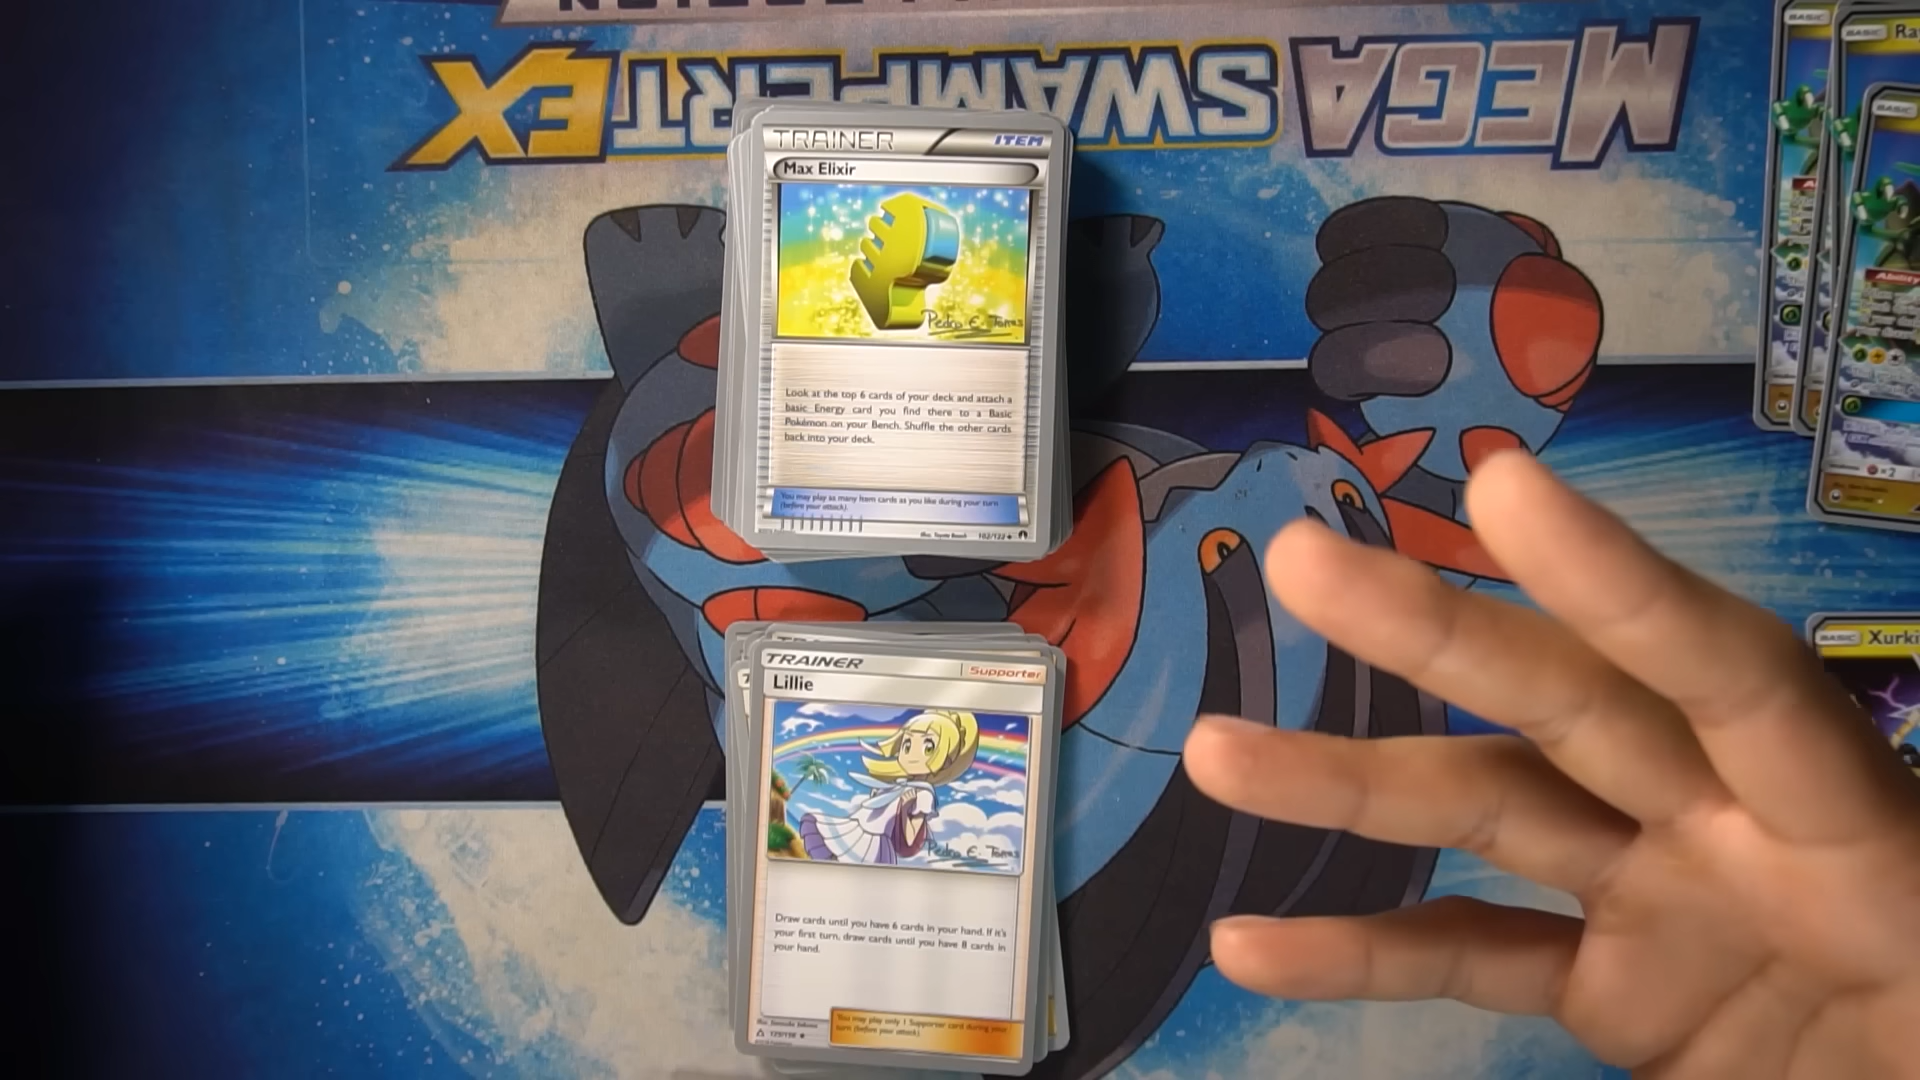 MEGA SWAMPERT EX
BASIC
BASIC Ra
BASIC
TRAINER ITEM
Max Elixir
Pedro E. Torres
Look at the top 6 cards of your deck and attach a
basic Energy card you find there to a Basic
Pokémon on your Bench. Shuffle the other cards
back into your deck.
You may play as many Item cards as you like during your turn
(before your attack).
102/122
Ability
×2
TRAINER Supporter
Lillie
BASIC Xurki
Pedro E. Torres
Draw cards until you have 6 cards in your hand. If it's
your first turn, draw cards until you have 8 cards in
your hand.
You may play only 1 Supporter card during your
turn (before your attack).